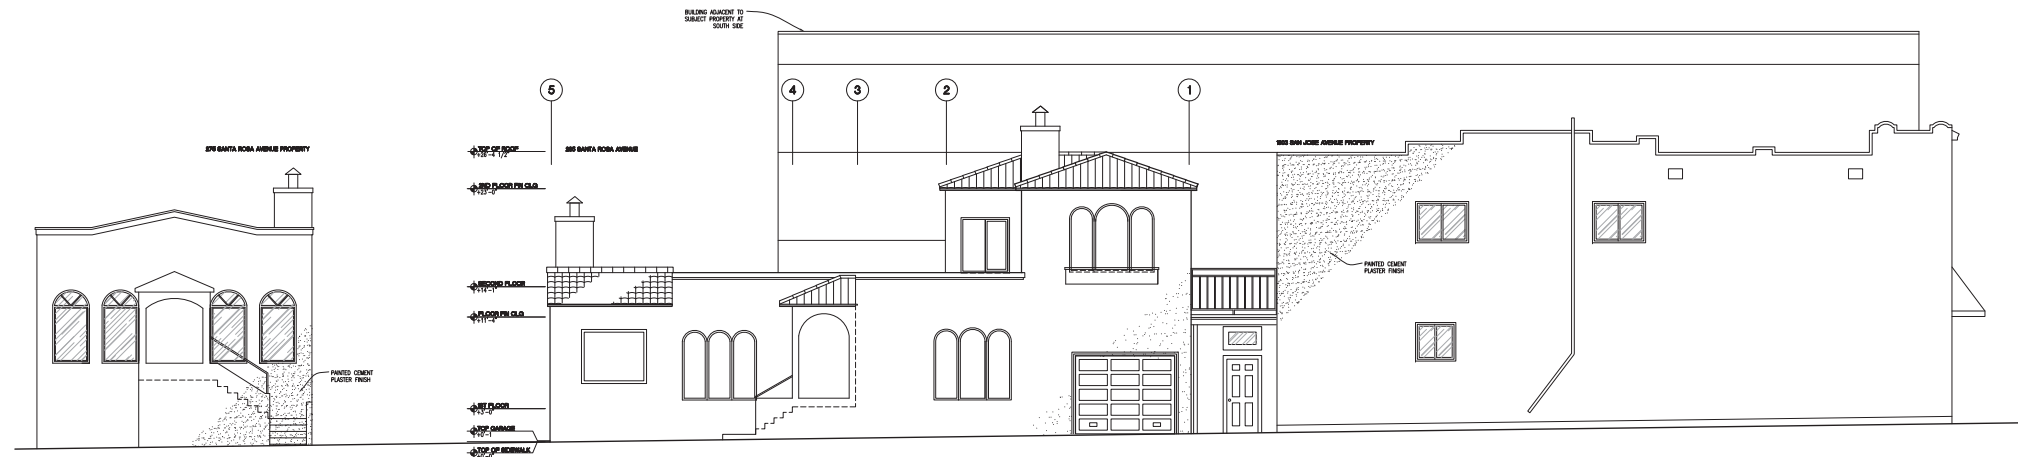 BUILDING ADJACENT TO
SUBJECT PROPERTY AT
SOUTH SIDE
5
4
3
2
1
275 SANTA ROSA AVENUE PROPERTY
TOP OF ROOF
+26'-4 1/2"
SANTA ROSA AVENUE
SAN JOSE AVENUE PROPERTY
2ND FLOOR FIN CLG
+23'-0"
SECOND FLOOR
+14'-1"
FLOOR FIN CLG
+11'-4"
PAINTED CEMENT
PLASTER FINISH
PAINTED CEMENT
PLASTER FINISH
1ST FLOOR
+3'-0"
TOP GARAGE
+0'-1
TOP OF SIDEWALK
+0'-0"